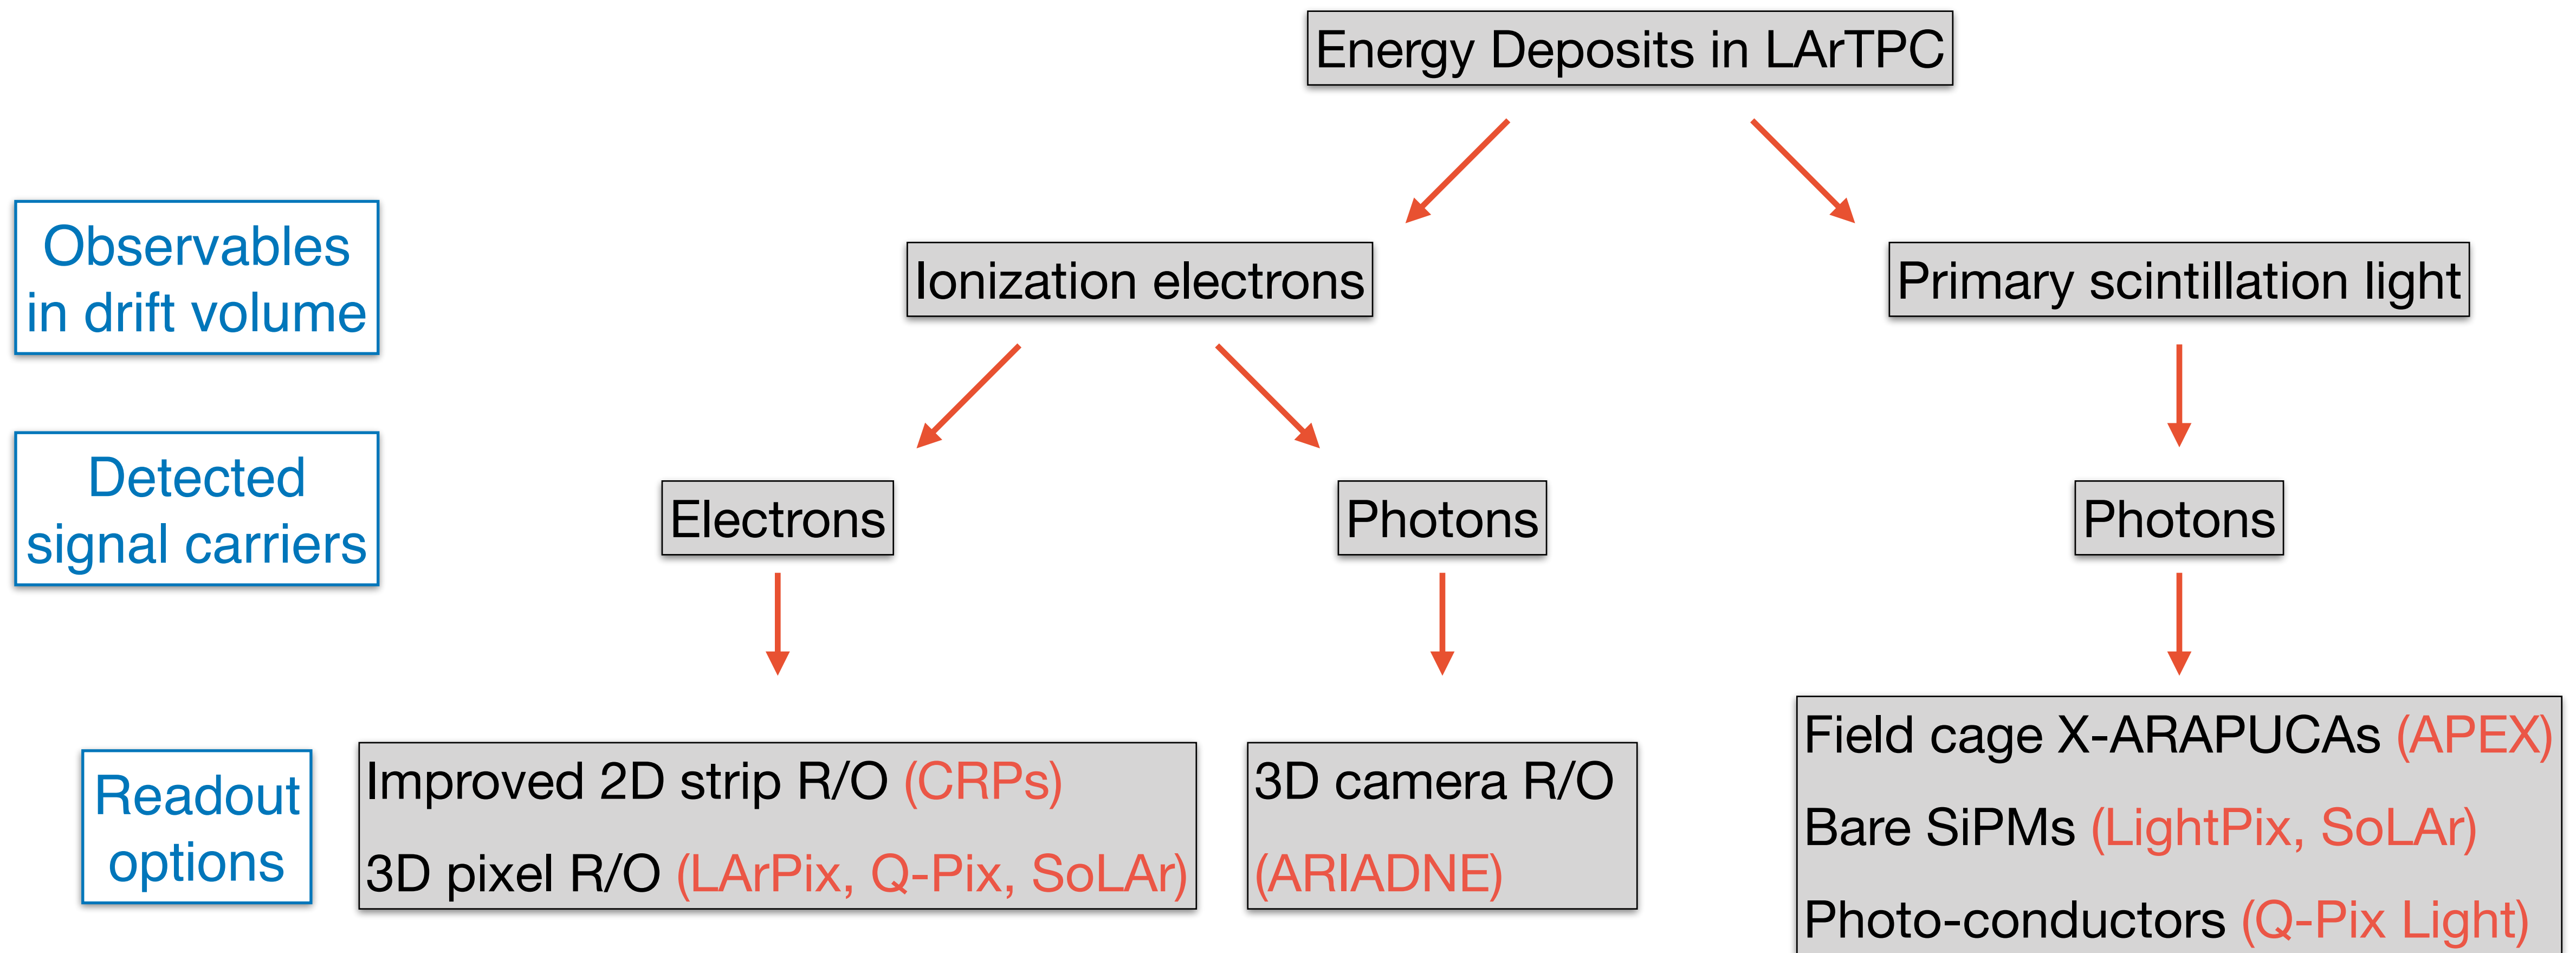 Energy Deposits in LArTPC
Observables
in drift volume
Ionization electrons
Primary scintillation light
Detected
signal carriers
Electrons
Photons
Photons
Readout
options
Improved 2D strip R/O (CRPs)
3D pixel R/O (LArPix, Q-Pix, SoLAr)
3D camera R/O
(ARIADNE)
Field cage X-ARAPUCAs (APEX)
Bare SiPMs (LightPix, SoLAr)
Photo-conductors (Q-Pix Light)